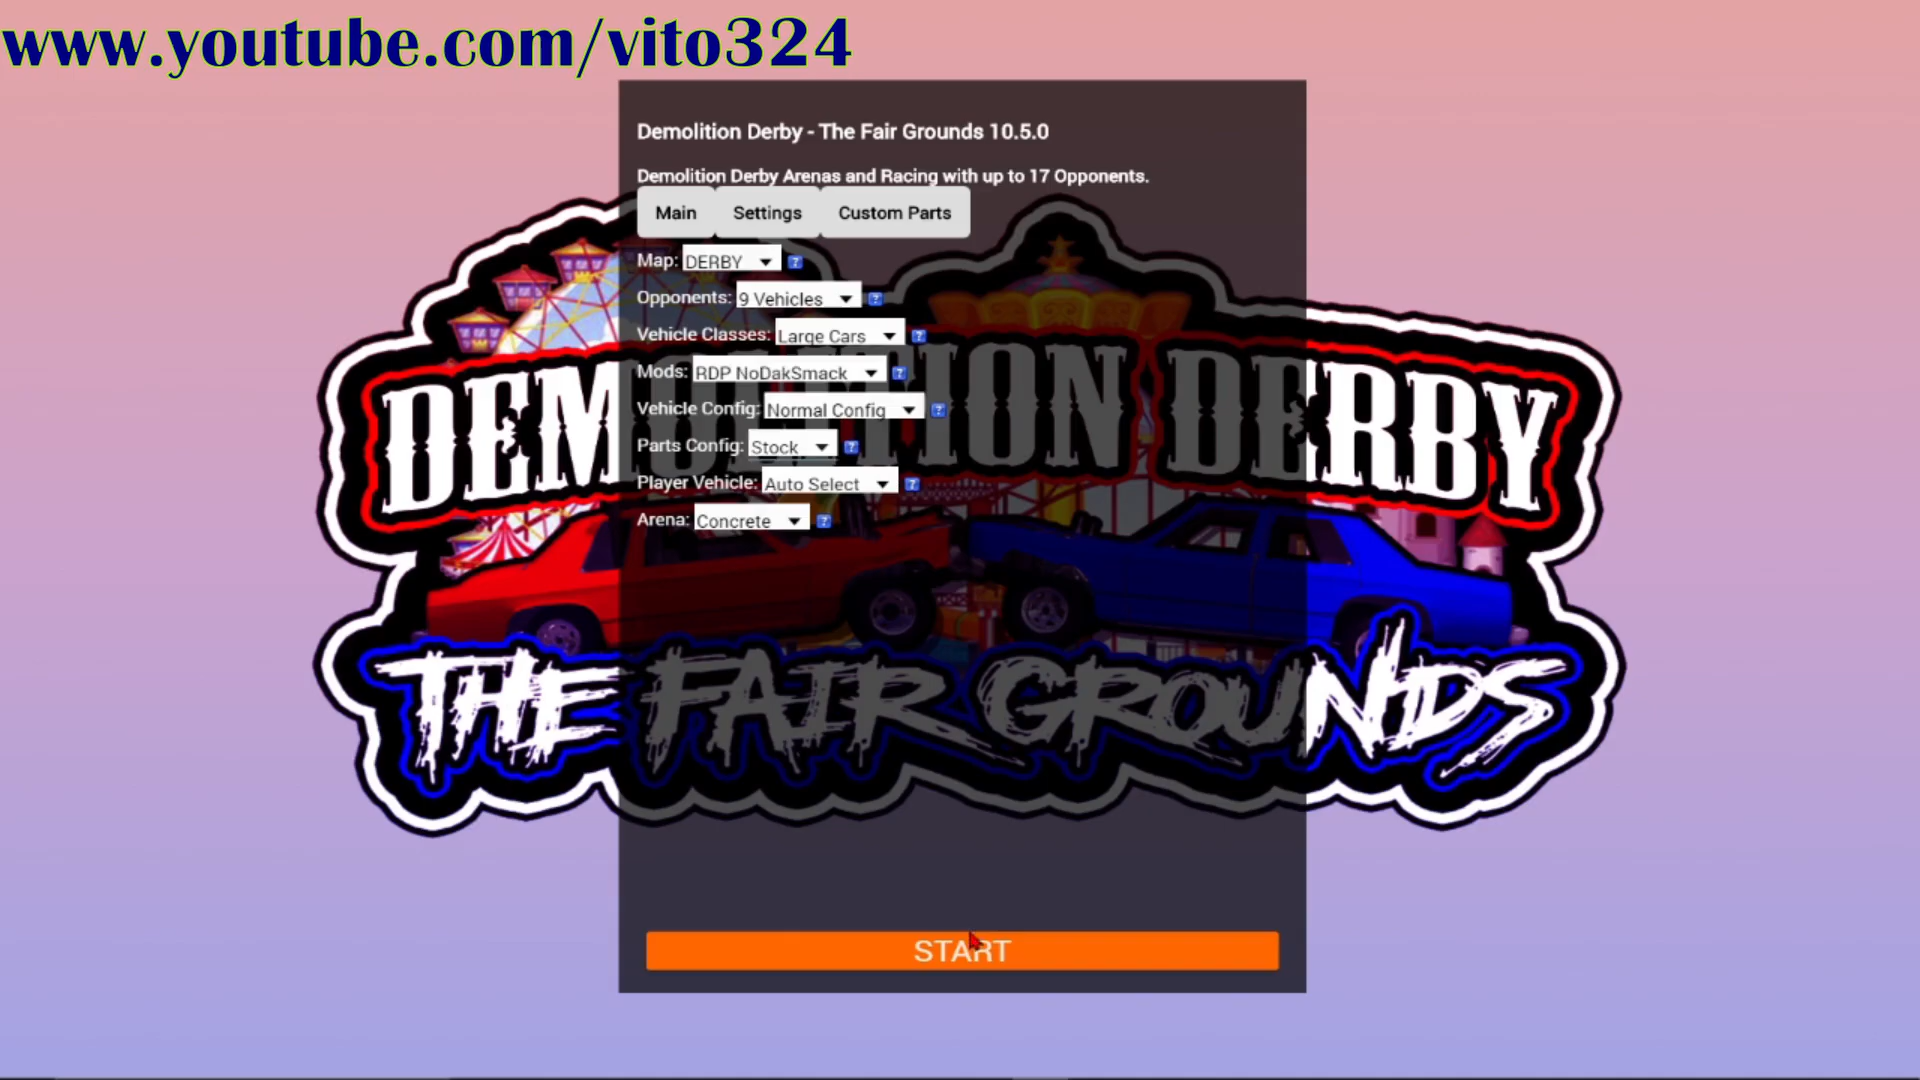 www.youtube.com/vito324
Demolition Derby - The Fair Grounds 10.5.0
Demolition Derby Arenas and Racing with up to 17 Opponents.
Main Settings Custom Parts
Map: DERBY ?
Opponents: 9 Vehicles ?
Vehicle Classes: Large Cars ?
Mods: RDP NoDakSmack ?
Vehicle Config: Normal Config ?
Parts Config: Stock ?
Player Vehicle: Auto Select ?
Arena: Concrete ?
DEMOLITION DERBY
THE FAIR GROUNDS
START